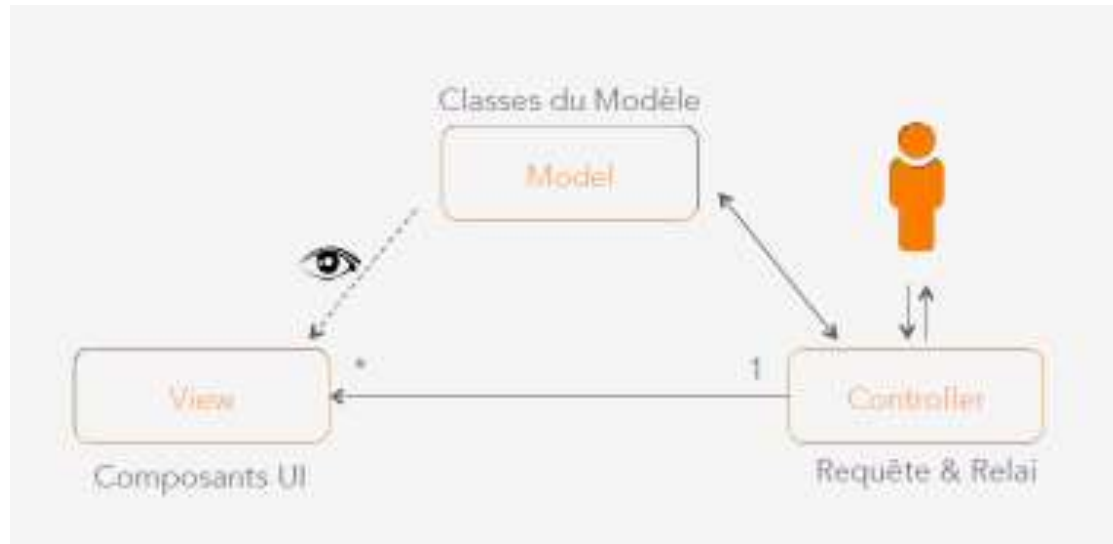 Classes du Modèle
Model
* 1
View
Controller
Composants UI
Requête & Relai